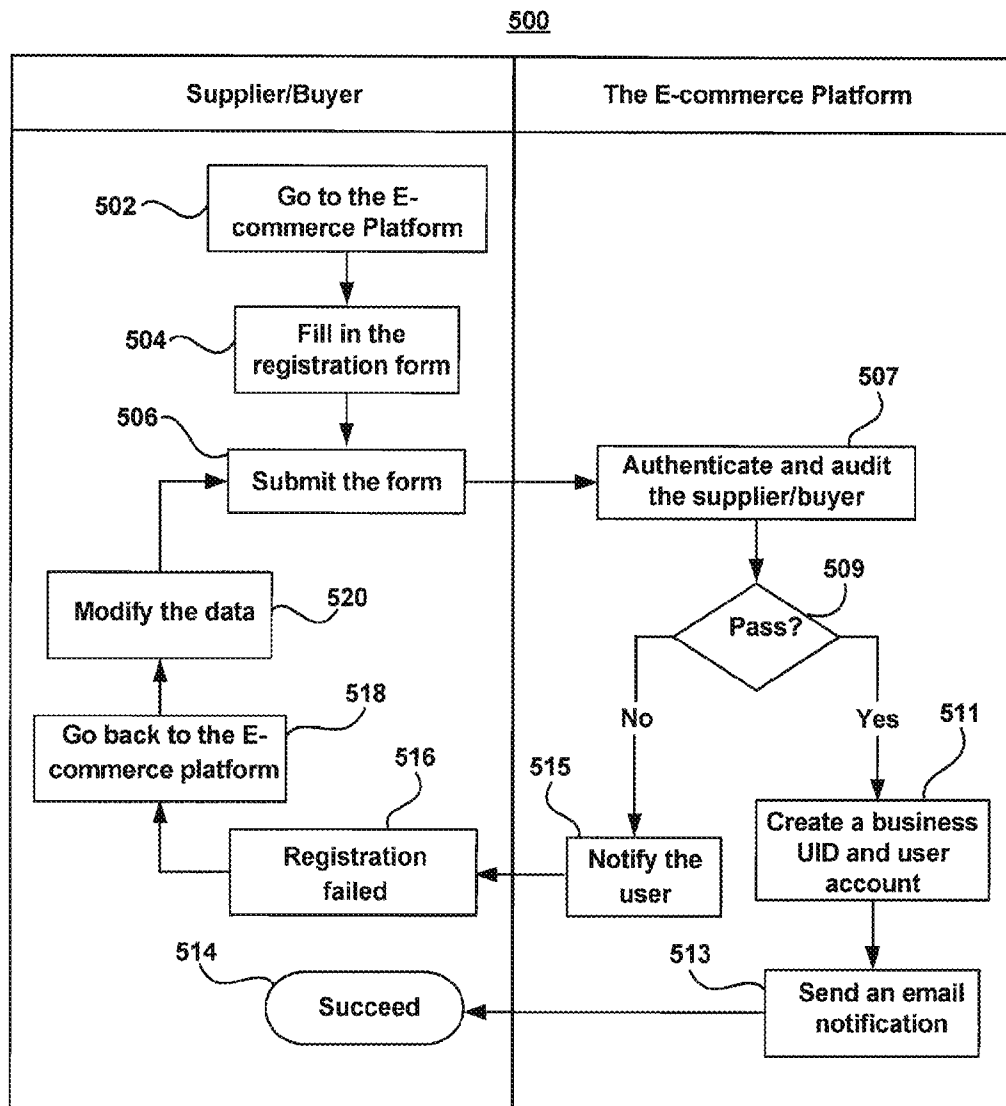 500
Supplier/Buyer
The E-commerce Platform
502
Go to the E-
commerce Platform
504
Fill in the
registration form
506
Submit the form
507
Authenticate and audit
the supplier/buyer
509
Pass?
No
Yes
520
Modify the data
518
Go back to the E-
commerce platform
516
Registration
failed
515
Notify the
user
511
Create a business
UID and user
account
514
Succeed
513
Send an email
notification